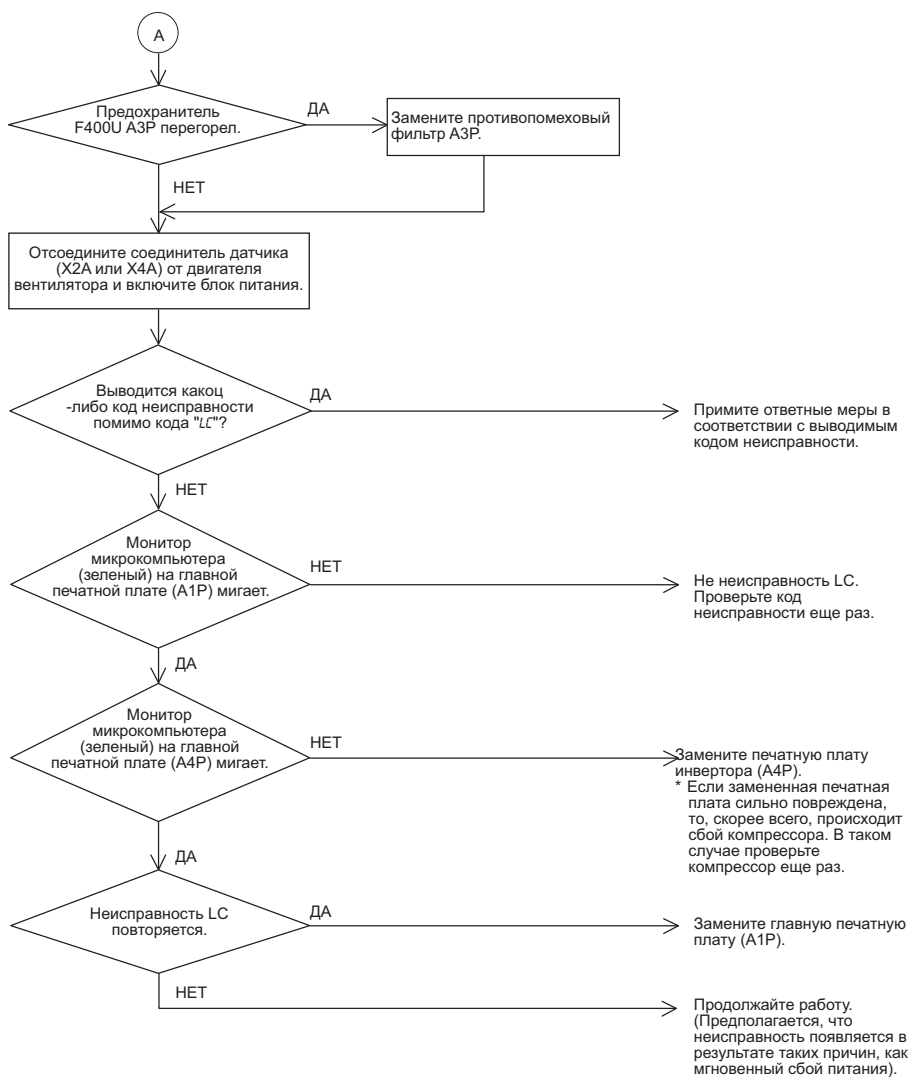 A
Предохранитель
F400U A3P перегорел.
ДА
Замените противопомеховый
фильтр A3P.
НЕТ
Отсоедините соединитель датчика
(X2A или X4A) от двигателя
вентилятора и включите блок питания.
Выводится какоц
-либо код неисправности
помимо кода "LC"?
ДА
Примите ответные меры в
соответствии с выводимым
кодом неисправности.
НЕТ
Монитор
микрокомпьютера
(зеленый) на главной
печатной плате (A1P) мигает.
НЕТ
Не неисправность LC.
Проверьте код
неисправности еще раз.
ДА
Монитор
микрокомпьютера
(зеленый) на главной
печатной плате (A4P) мигает.
НЕТ
Замените печатную плату
инвертора (A4P).
* Если замененная печатная
плата сильно повреждена,
то, скорее всего, происходит
сбой компрессора. В таком
случае проверьте
компрессор еще раз.
ДА
Неисправность LC
повторяется.
ДА
Замените главную печатную
плату (A1P).
НЕТ
Продолжайте работу.
(Предполагается, что
неисправность появляется в
результате таких причин, как
мгновенный сбой питания).